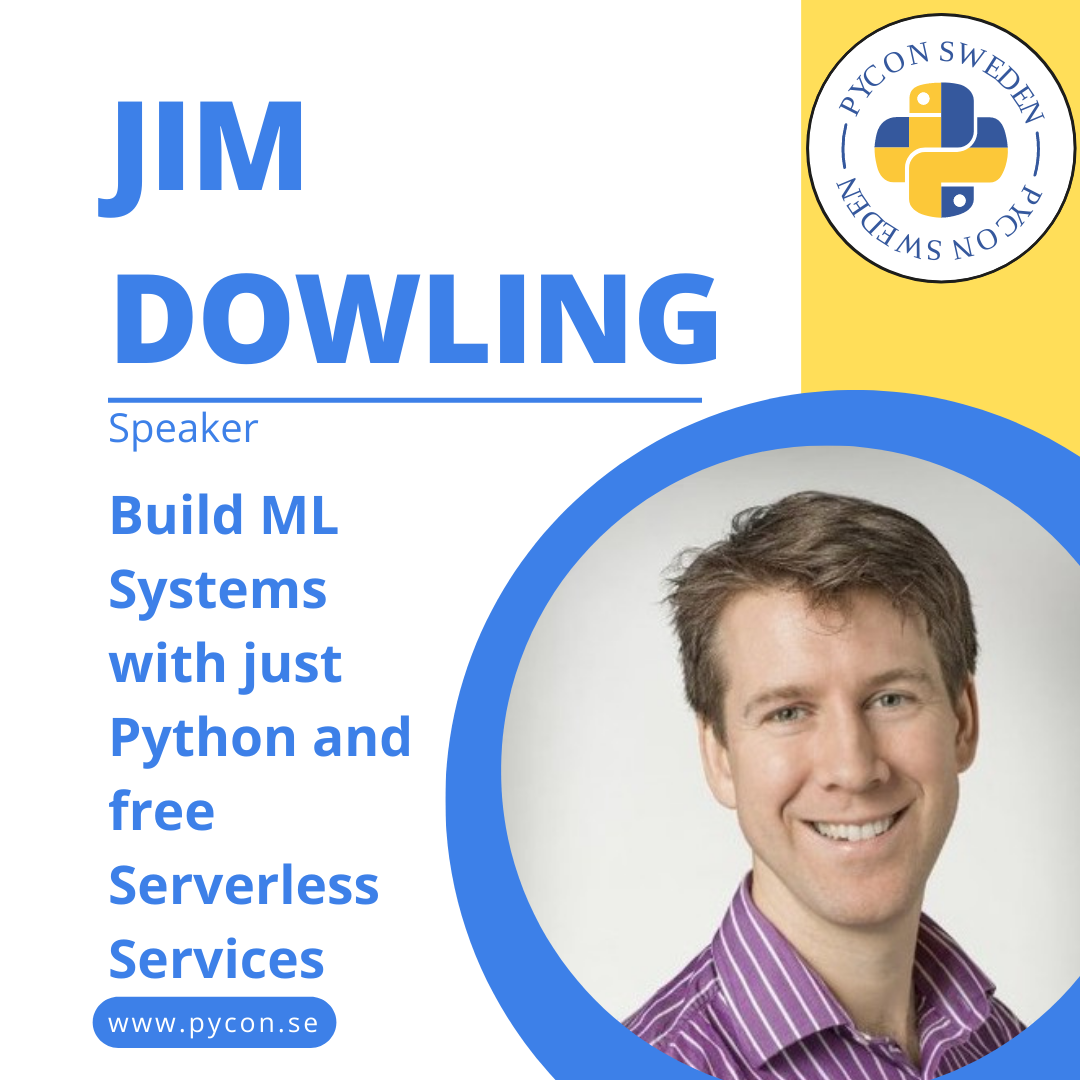 PYCON SWEDEN
PYCON SWEDEN
JIM
DOWLING
Speaker
Build ML
Systems
with just
Python and
free
Serverless
Services
www.pycon.se